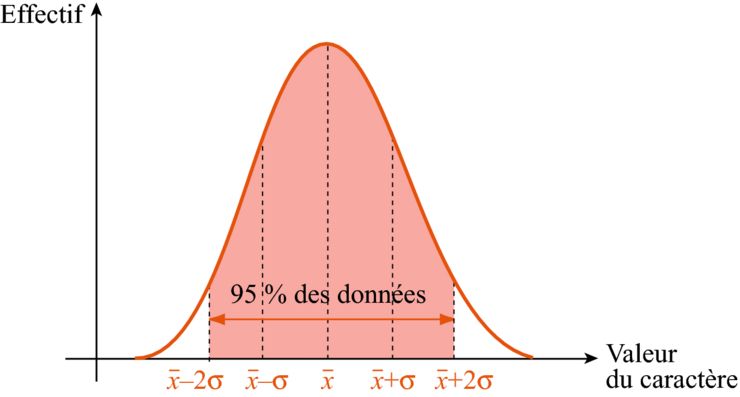 Effectif
95 % des données
x̄–2σ x̄–σ x̄ x̄+σ x̄+2σ
Valeur
du caractère